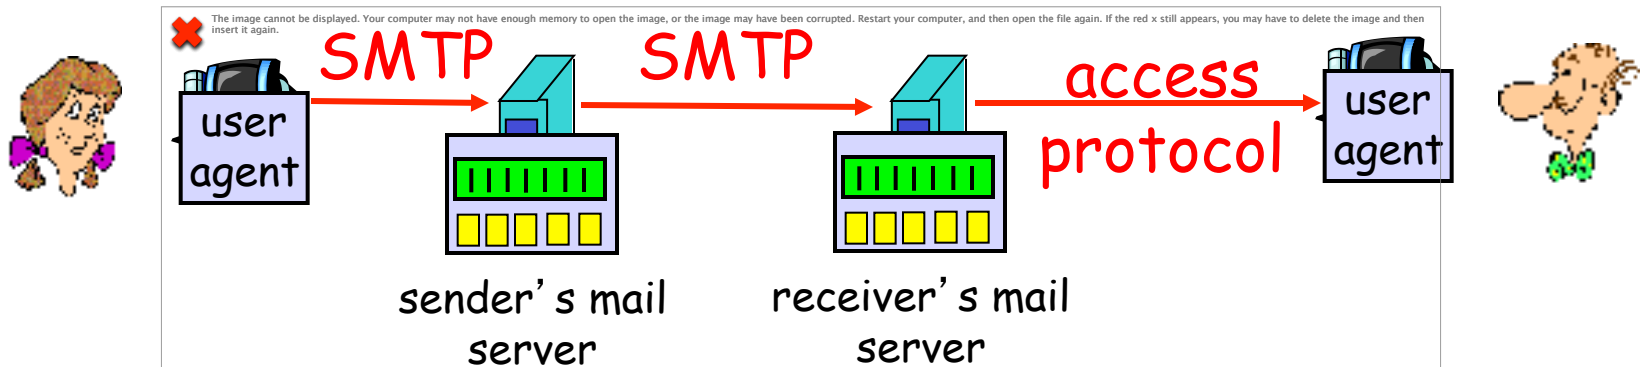 The image cannot be displayed. Your computer may not have enough memory to open the image, or the image may have been corrupted. Restart your computer, and then open the file again. If the red x still appears, you may have to delete the image and then
insert it again.
SMTP
SMTP
access
protocol
user
agent
user
agent
sender’s mail
server
receiver’s mail
server